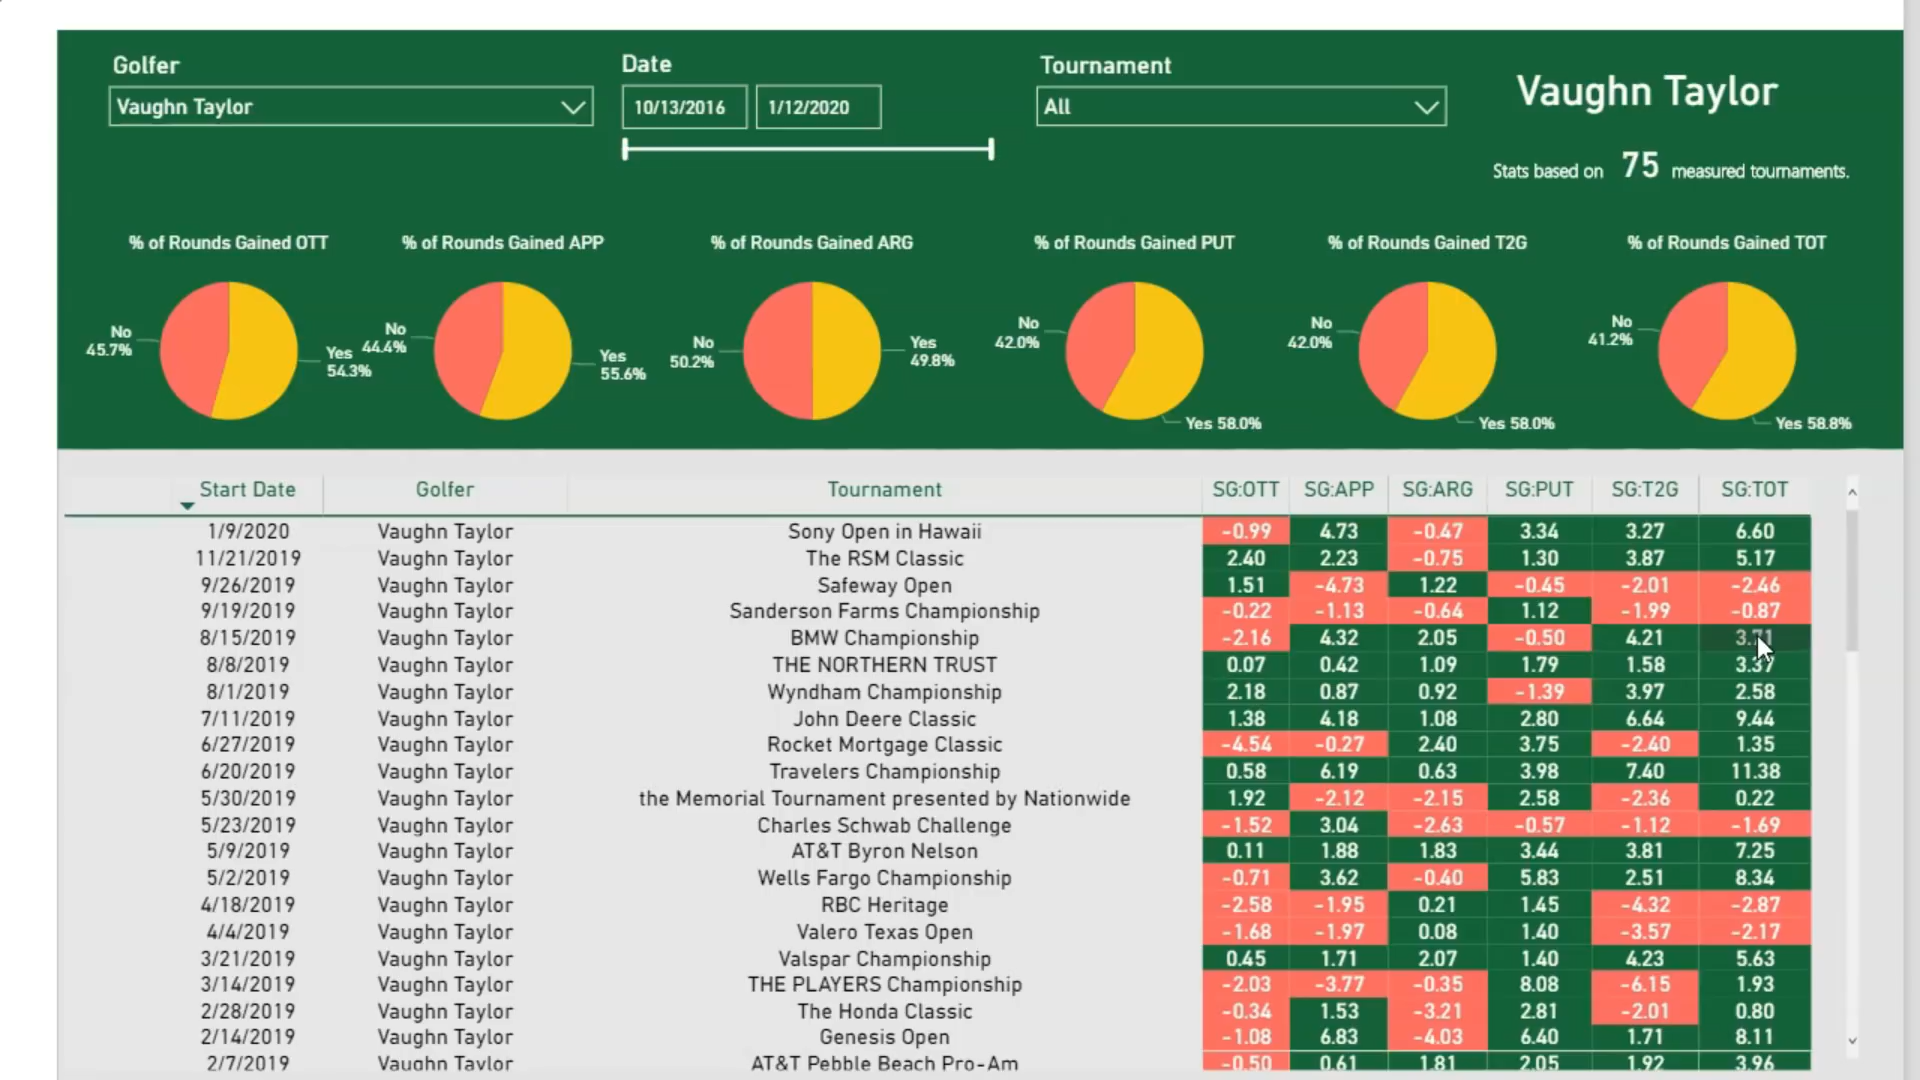 Golfer
Date
Tournament
Vaughn Taylor
Vaughn Taylor
10/13/2016
1/12/2020
All
Stats based on 75 measured tournaments.
% of Rounds Gained OTT
% of Rounds Gained APP
% of Rounds Gained ARG
% of Rounds Gained PUT
% of Rounds Gained T2G
% of Rounds Gained TOT
No 45.7%
Yes 54.3%
No 44.4%
Yes 55.6%
No 50.2%
Yes 49.8%
No 42.0%
Yes 58.0%
No 42.0%
Yes 58.0%
No 41.2%
Yes 58.8%
Start Date Golfer Tournament SG:OTT SG:APP SG:ARG SG:PUT SG:T2G SG:TOT
1/9/2020 Vaughn Taylor Sony Open in Hawaii -0.99 4.73 -0.47 3.34 3.27 6.60
11/21/2019 Vaughn Taylor The RSM Classic 2.40 2.23 -0.75 1.30 3.87 5.17
9/26/2019 Vaughn Taylor Safeway Open 1.51 -4.73 1.22 -0.45 -2.01 -2.46
9/19/2019 Vaughn Taylor Sanderson Farms Championship -0.22 -1.13 -0.64 1.12 -1.99 -0.87
8/15/2019 Vaughn Taylor BMW Championship -2.16 4.32 2.05 -0.50 4.21 3.71
8/8/2019 Vaughn Taylor THE NORTHERN TRUST 0.07 0.42 1.09 1.79 1.58 3.37
8/1/2019 Vaughn Taylor Wyndham Championship 2.18 0.87 0.92 -1.39 3.97 2.58
7/11/2019 Vaughn Taylor John Deere Classic 1.38 4.18 1.08 2.80 6.64 9.44
6/27/2019 Vaughn Taylor Rocket Mortgage Classic -4.54 -0.27 2.40 3.75 -2.40 1.35
6/20/2019 Vaughn Taylor Travelers Championship 0.58 6.19 0.63 3.98 7.40 11.38
5/30/2019 Vaughn Taylor the Memorial Tournament presented by Nationwide 1.92 -2.12 -2.15 2.58 -2.36 0.22
5/23/2019 Vaughn Taylor Charles Schwab Challenge -1.52 3.04 -2.63 -0.57 -1.12 -1.69
5/9/2019 Vaughn Taylor AT&T Byron Nelson 0.11 1.88 1.83 3.44 3.81 7.25
5/2/2019 Vaughn Taylor Wells Fargo Championship -0.71 3.62 -0.40 5.83 2.51 8.34
4/18/2019 Vaughn Taylor RBC Heritage -2.58 -1.95 0.21 1.45 -4.32 -2.87
4/4/2019 Vaughn Taylor Valero Texas Open -1.68 -1.97 0.08 1.40 -3.57 -2.17
3/21/2019 Vaughn Taylor Valspar Championship 0.45 1.71 2.07 1.40 4.23 5.63
3/14/2019 Vaughn Taylor THE PLAYERS Championship -2.03 -3.77 -0.35 8.08 -6.15 1.93
2/28/2019 Vaughn Taylor The Honda Classic -0.34 1.53 -3.21 2.81 -2.01 0.80
2/14/2019 Vaughn Taylor Genesis Open -1.08 6.83 -4.03 6.40 1.71 8.11
2/7/2019 Vaughn Taylor AT&T Pebble Beach Pro-Am -0.50 0.61 1.81 2.05 1.92 3.96